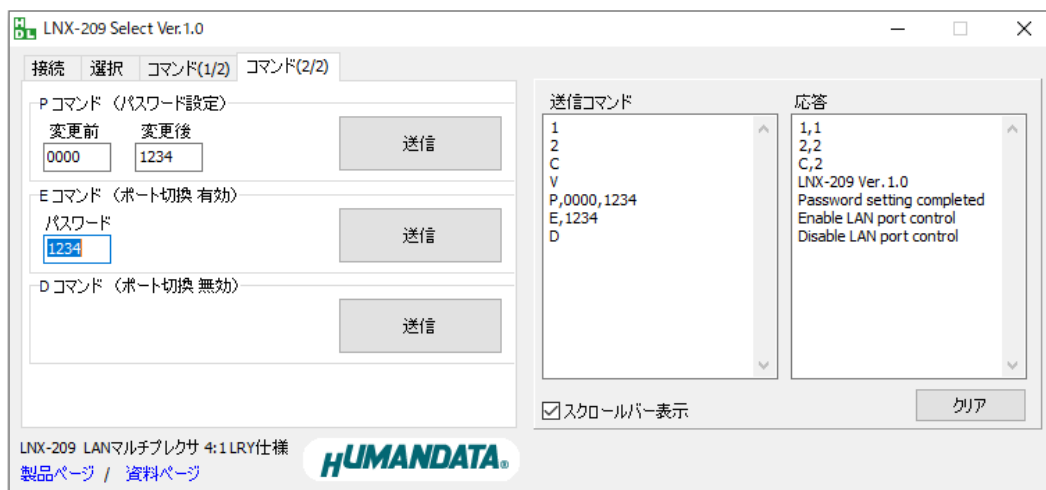 LNX-209 Select Ver.1.0
接続 選択 コマンド(1/2) コマンド(2/2)
P コマンド (パスワード設定)
変更前 変更後
0000 1234 送信
E コマンド (ポート切換 有効)
パスワード
1234 送信
D コマンド (ポート切換 無効)
送信
送信コマンド
1
2
C
V
P,0000,1234
E,1234
D
応答
1,1
2,2
C,2
LNX-209 Ver.1.0
Password setting completed
Enable LAN port control
Disable LAN port control
スクロールバー表示 クリア
LNX-209 LANマルチプレクサ 4:1 LRY仕様
製品ページ / 資料ページ
HUMANDATA®